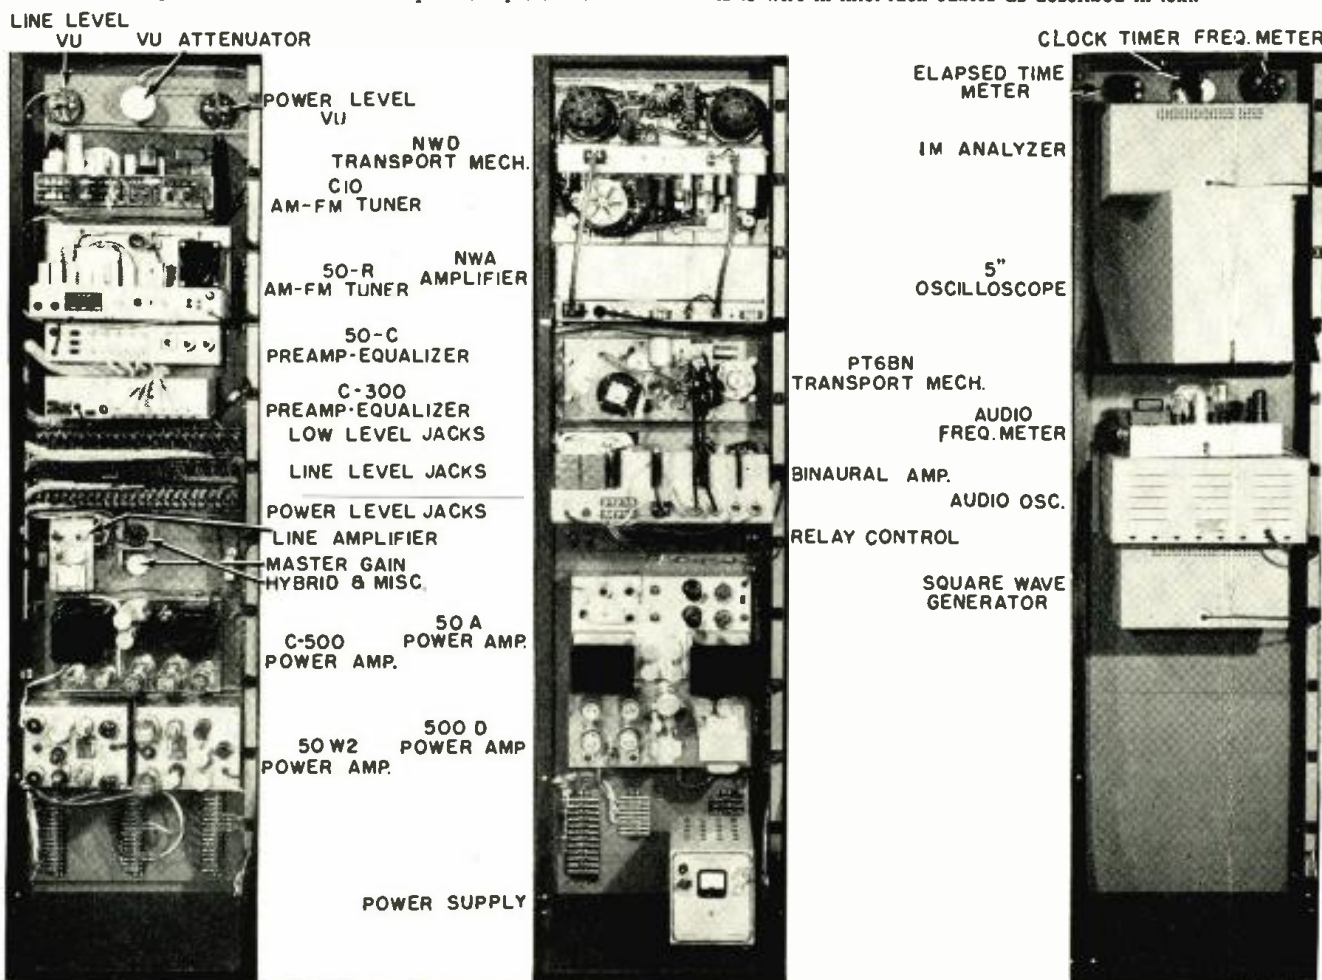 LINE LEVEL
VU
VU ATTENUATOR
POWER LEVEL
VU
NWD
TRANSPORT MECH.
C10
AM-FM TUNER
50-R
AM-FM TUNER
NWA
AMPLIFIER
50-C
PREAMP-EQUALIZER
C-300
PREAMP-EQUALIZER
LOW LEVEL JACKS
LINE LEVEL JACKS
POWER LEVEL JACKS
LINE AMPLIFIER
MASTER GAIN
HYBRID & MISC.
C-500
POWER AMP.
50 A
POWER AMP.
50 W2
POWER AMP.
500 D
POWER AMP
POWER SUPPLY
PT6BN
TRANSPORT MECH.
BINAURAL AMP.
RELAY CONTROL
CLOCK TIMER
FREQ. METER
ELAPSED TIME
METER
IM ANALYZER
5"
OSCILLOSCOPE
AUDIO
FREQ. METER
AUDIO OSC.
SQUARE WAVE
GENERATOR